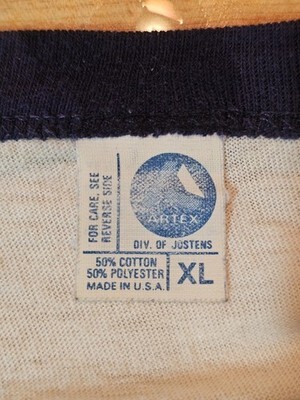 FOR CARE, SEE
REVERSE SIDE
ARTEX
DIV. OF JOSTENS
50% COTTON
50% POLYESTER
MADE IN U.S.A.
XL